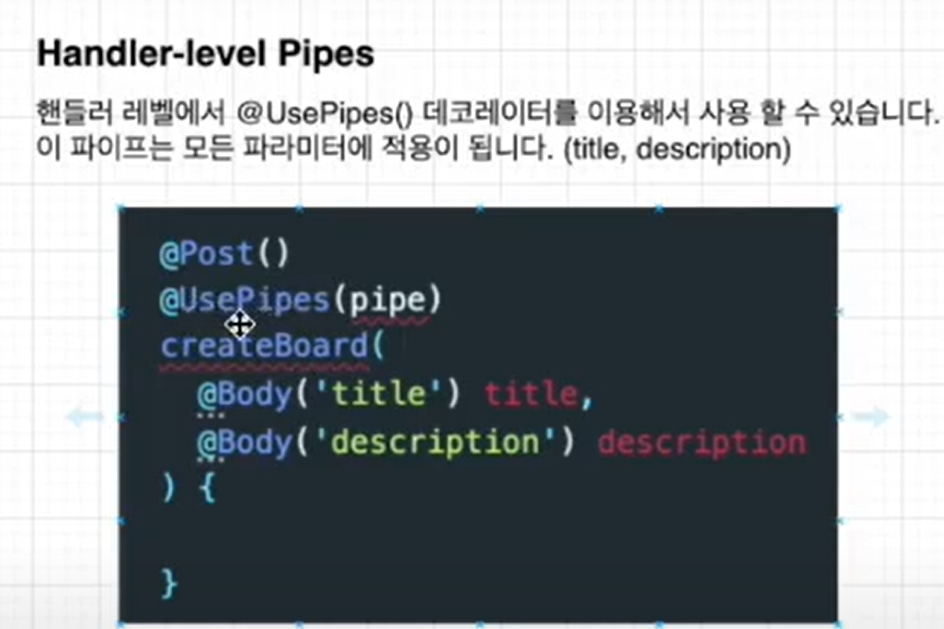 Handler-level Pipes
핸들러 레벨에서 @UsePipes() 데코레이터를 이용해서 사용 할 수 있습니다.
이 파이프는 모든 파라미터에 적용이 됩니다. (title, description)
@Post()
@UsePipes(pipe)
createBoard(
@Body('title') title,
@Body('description') description
) {
}